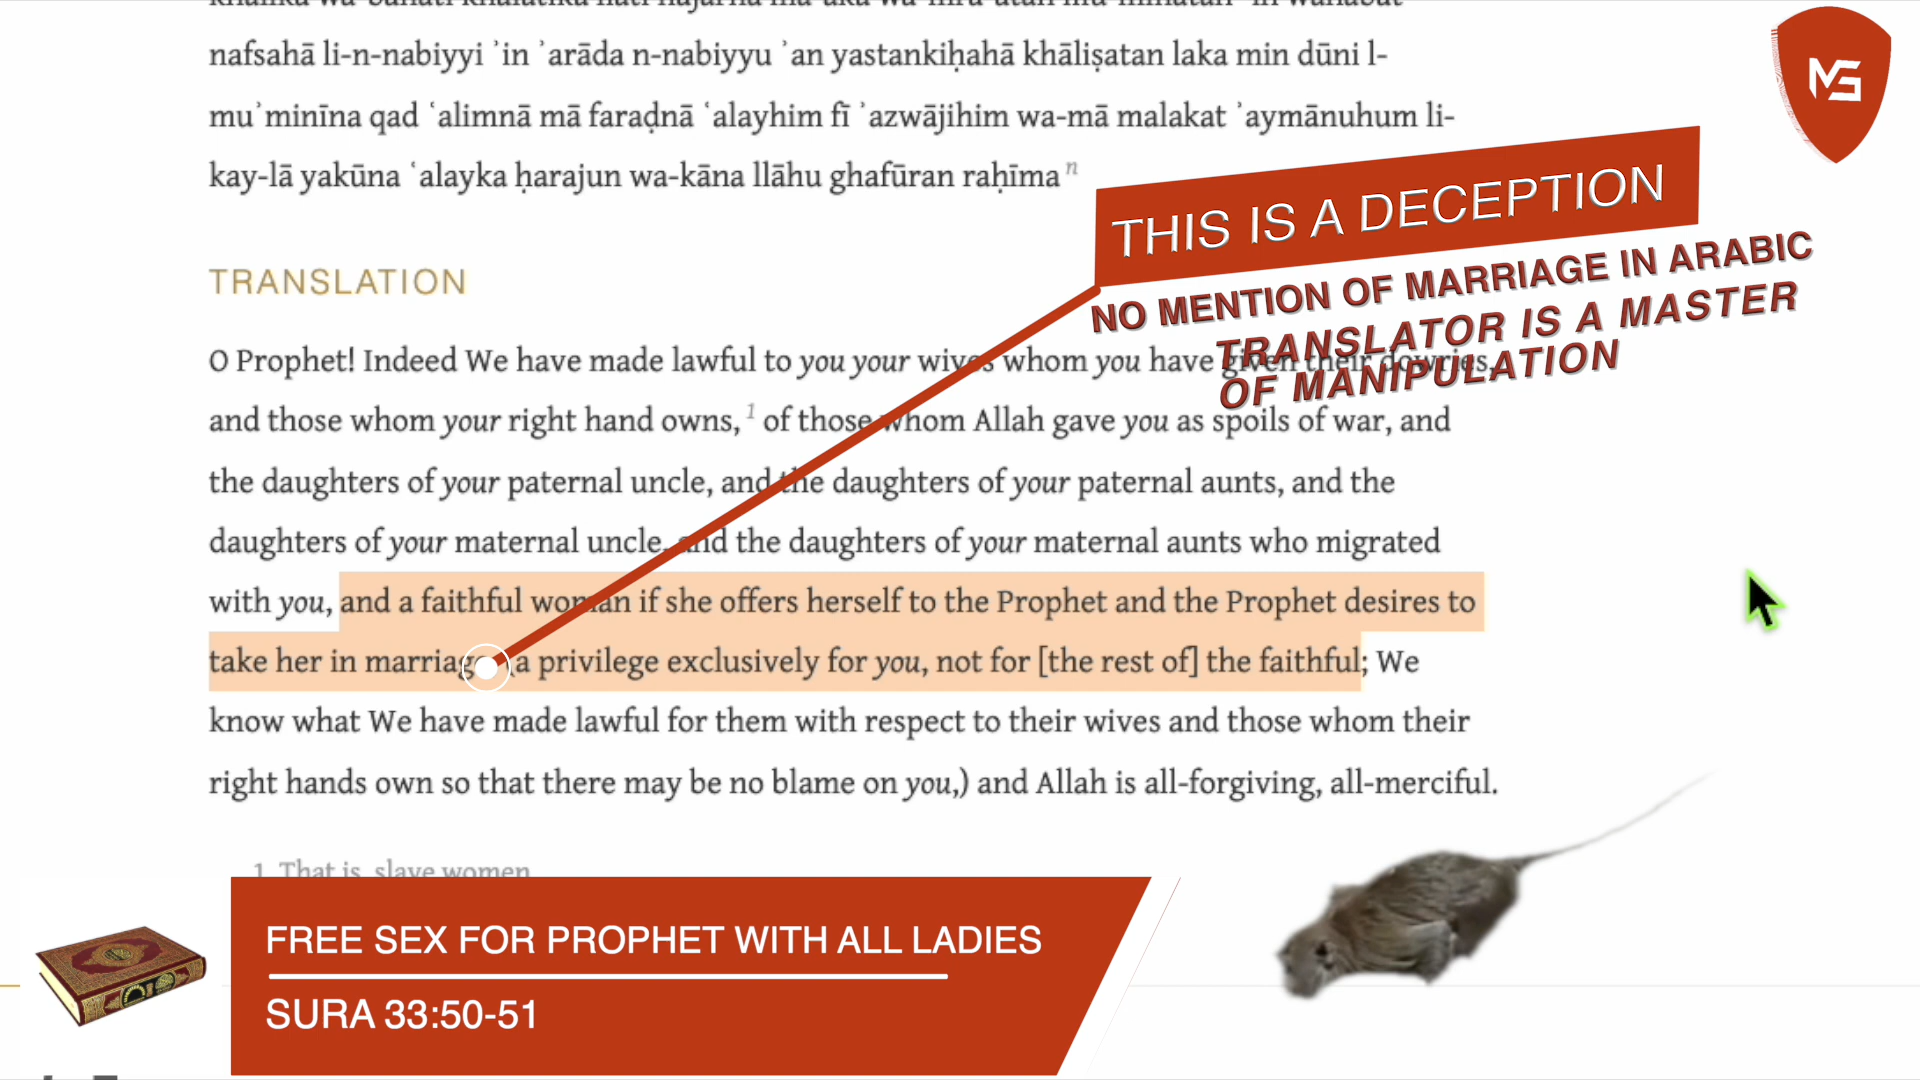 nafsahā li-n-nabiyyi ʾin ʾarāda n-nabiyyu ʾan yastankiḥahā khāliṣatan laka min dūni l-
muʾminīna qad ʿalimnā mā faraḍnā ʿalayhim fī ʾazwājihim wa-mā malakat ʾaymānuhum li-
kay-lā yakūna ʿalayka ḥarajun wa-kāna llāhu ghafūran raḥīma n
MS
THIS IS A DECEPTION
NO MENTION OF MARRIAGE IN ARABIC
TRANSLATOR IS A MASTER
OF MANIPULATION
TRANSLATION
O Prophet! Indeed We have made lawful to you your wives whom you have given their dowries,
and those whom your right hand owns, 1 of those whom Allah gave you as spoils of war, and
the daughters of your paternal uncle, and the daughters of your paternal aunts, and the
daughters of your maternal uncle, and the daughters of your maternal aunts who migrated
with you, and a faithful woman if she offers herself to the Prophet and the Prophet desires to
take her in marriage (a privilege exclusively for you, not for [the rest of] the faithful; We
know what We have made lawful for them with respect to their wives and those whom their
right hands own so that there may be no blame on you,) and Allah is all-forgiving, all-merciful.
1. That is, slave women
FREE SEX FOR PROPHET WITH ALL LADIES
SURA 33:50-51